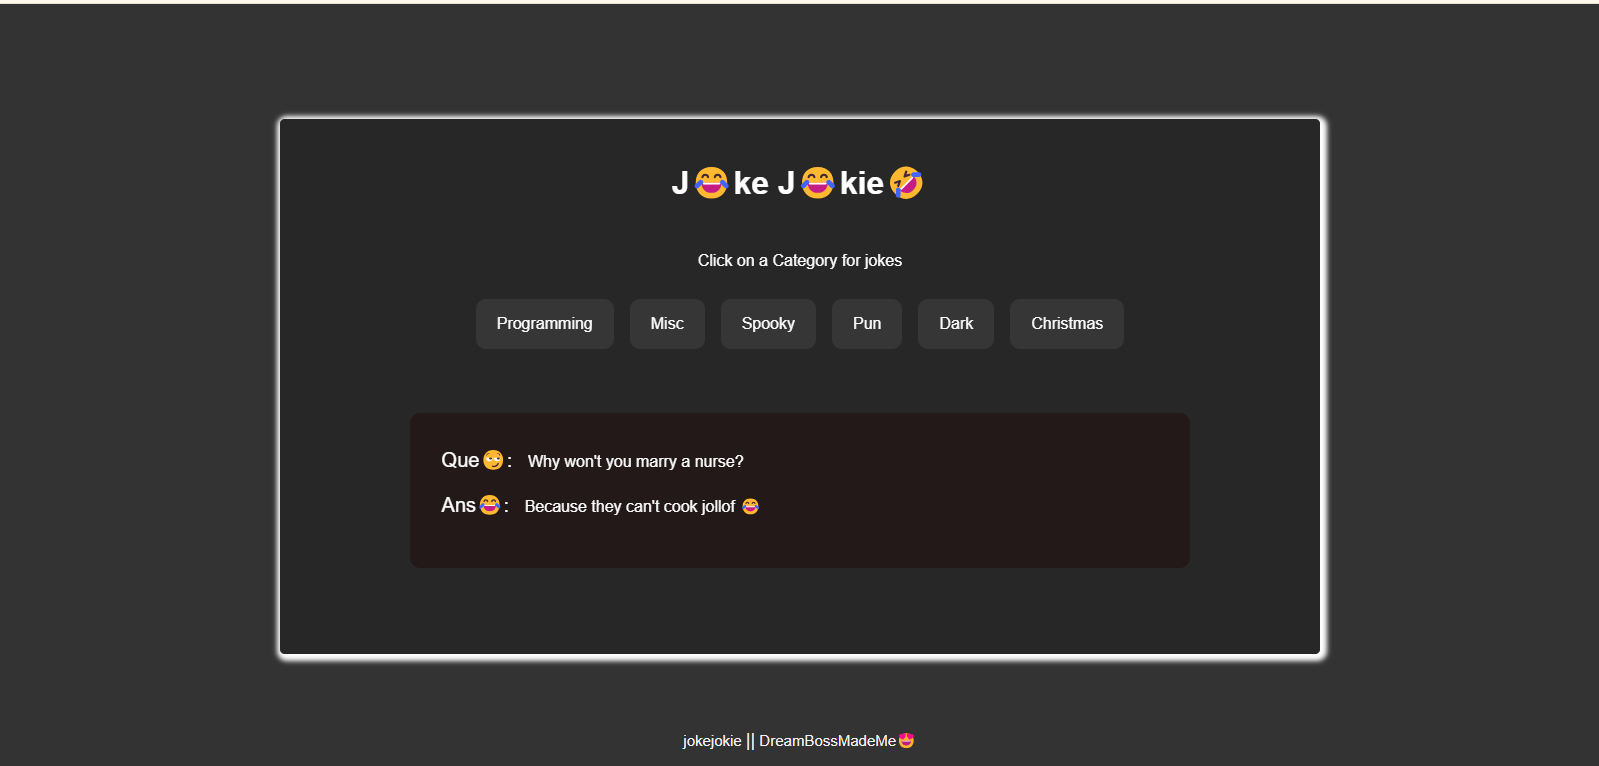 J😂ke J😂kie🤣
Click on a Category for jokes
Programming Misc Spooky Pun Dark Christmas
Que🙄: Why won't you marry a nurse?
Ans😂: Because they can't cook jollof 😂
jokejokie || DreamBossMadeMe😍